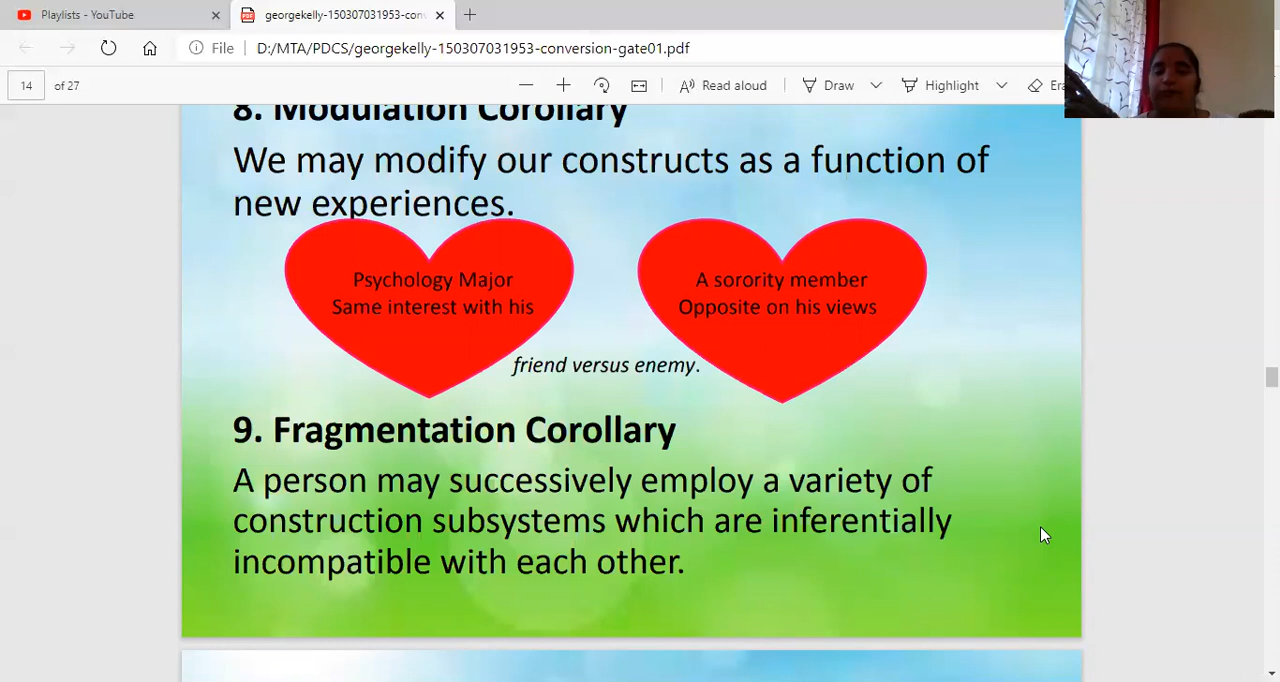 Playlists - YouTube
georgekelly-150307031953-conv
File
D:/MTA/PDCS/georgekelly-150307031953-conversion-gate01.pdf
14
of 27
Read aloud
Draw
Highlight
Era
8. Modulation Corollary
We may modify our constructs as a function of
new experiences.
Psychology Major
Same interest with his
A sorority member
Opposite on his views
friend versus enemy.
9. Fragmentation Corollary
A person may successively employ a variety of
construction subsystems which are inferentially
incompatible with each other.